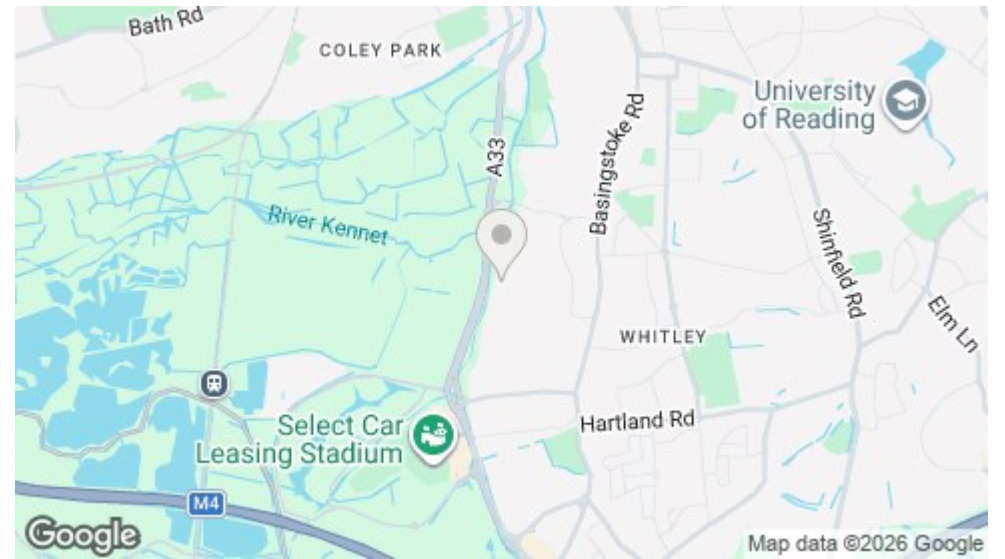 Bath Rd
COLEY PARK
University
of Reading
A33
Basingstoke Rd
River Kennet
Shinfield Rd
Elm Ln
WHITLEY
Select Car
Leasing Stadium
Hartland Rd
M4
Google
Map data ©2026 Google